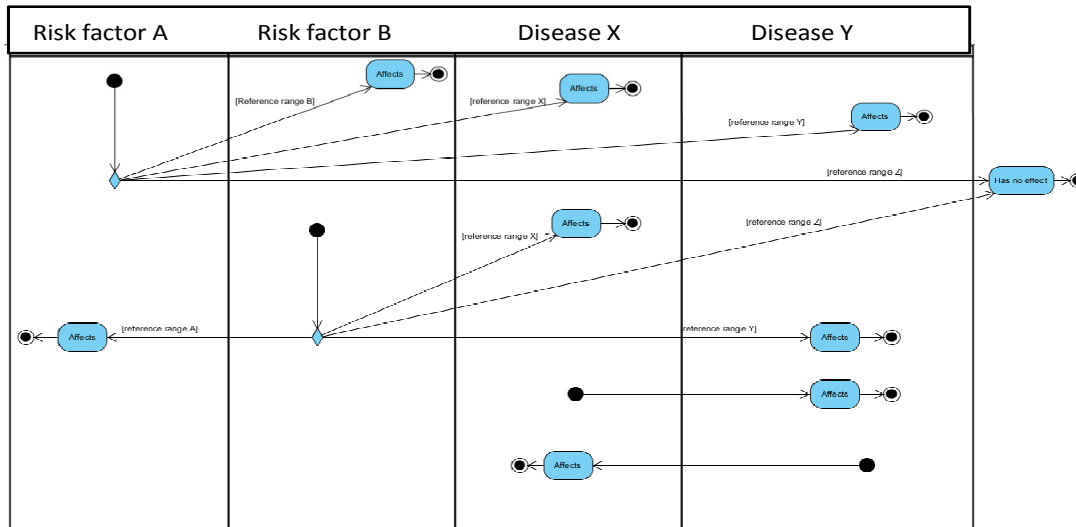 Risk factor A
Risk factor B
Disease X
Disease Y
Affects
Affects
[Reference range B]
[reference range X]
Affects
[reference range Y]
[reference range Z]
Has no effect
Affects
[reference range Z]
[reference range X]
[reference range A]
reference range Y]
Affects
Affects
Affects
Affects